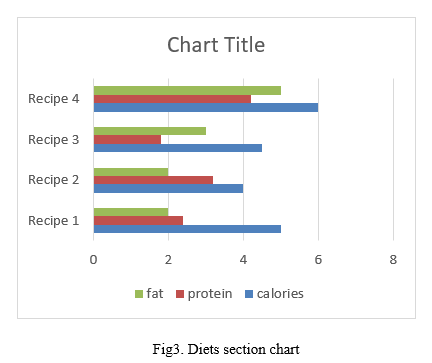 Chart Title
Recipe 4
Recipe 3
Recipe 2
Recipe 1
0 2 4 6 8
fat protein calories
Fig3. Diets section chart